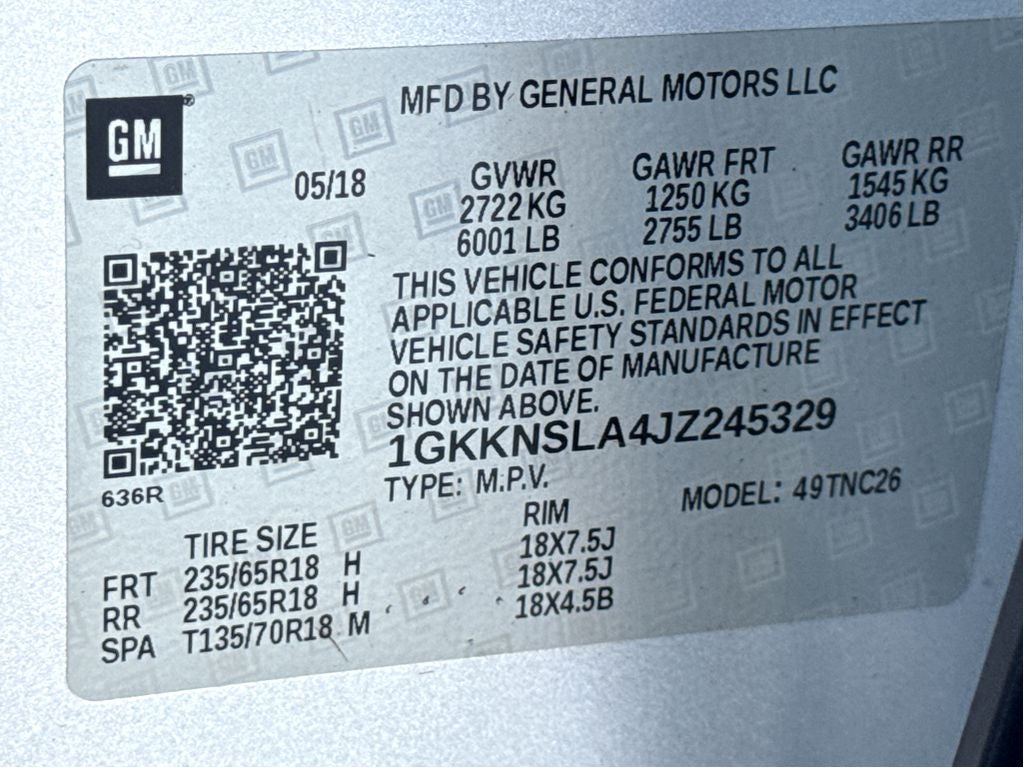 GM
MFD BY GENERAL MOTORS LLC
05/18
GVWR GAWR FRT GAWR RR
2722 KG 1250 KG 1545 KG
6001 LB 2755 LB 3406 LB
THIS VEHICLE CONFORMS TO ALL
APPLICABLE U.S. FEDERAL MOTOR
VEHICLE SAFETY STANDARDS IN EFFECT
ON THE DATE OF MANUFACTURE
SHOWN ABOVE.
1GKKNSLA4JZ245329
636R
TYPE: M.P.V. MODEL: 49TNC26
TIRE SIZE RIM
FRT 235/65R18 H 18X7.5J
RR 235/65R18 H 18X7.5J
SPA T135/70R18 M 18X4.5B